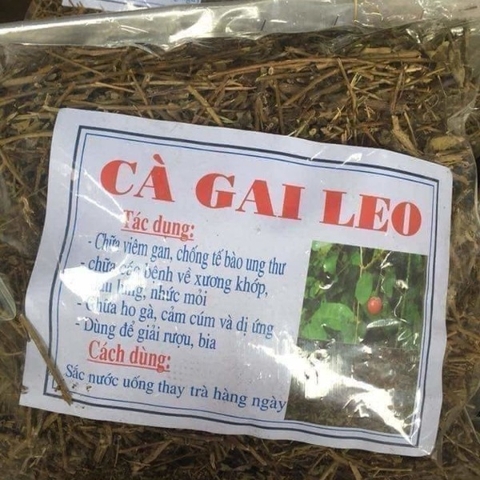 CÀ GAI LEO
Tác dụng:
- Chữa viêm gan, chống tế bào ung thư
- chữa các bệnh về xương khớp,
lưng, nhức mỏi
- Chữa ho gà, cảm cúm và dị ứng
- Dùng để giải rượu, bia
Cách dùng:
Sắc nước uống thay trà hàng ngày